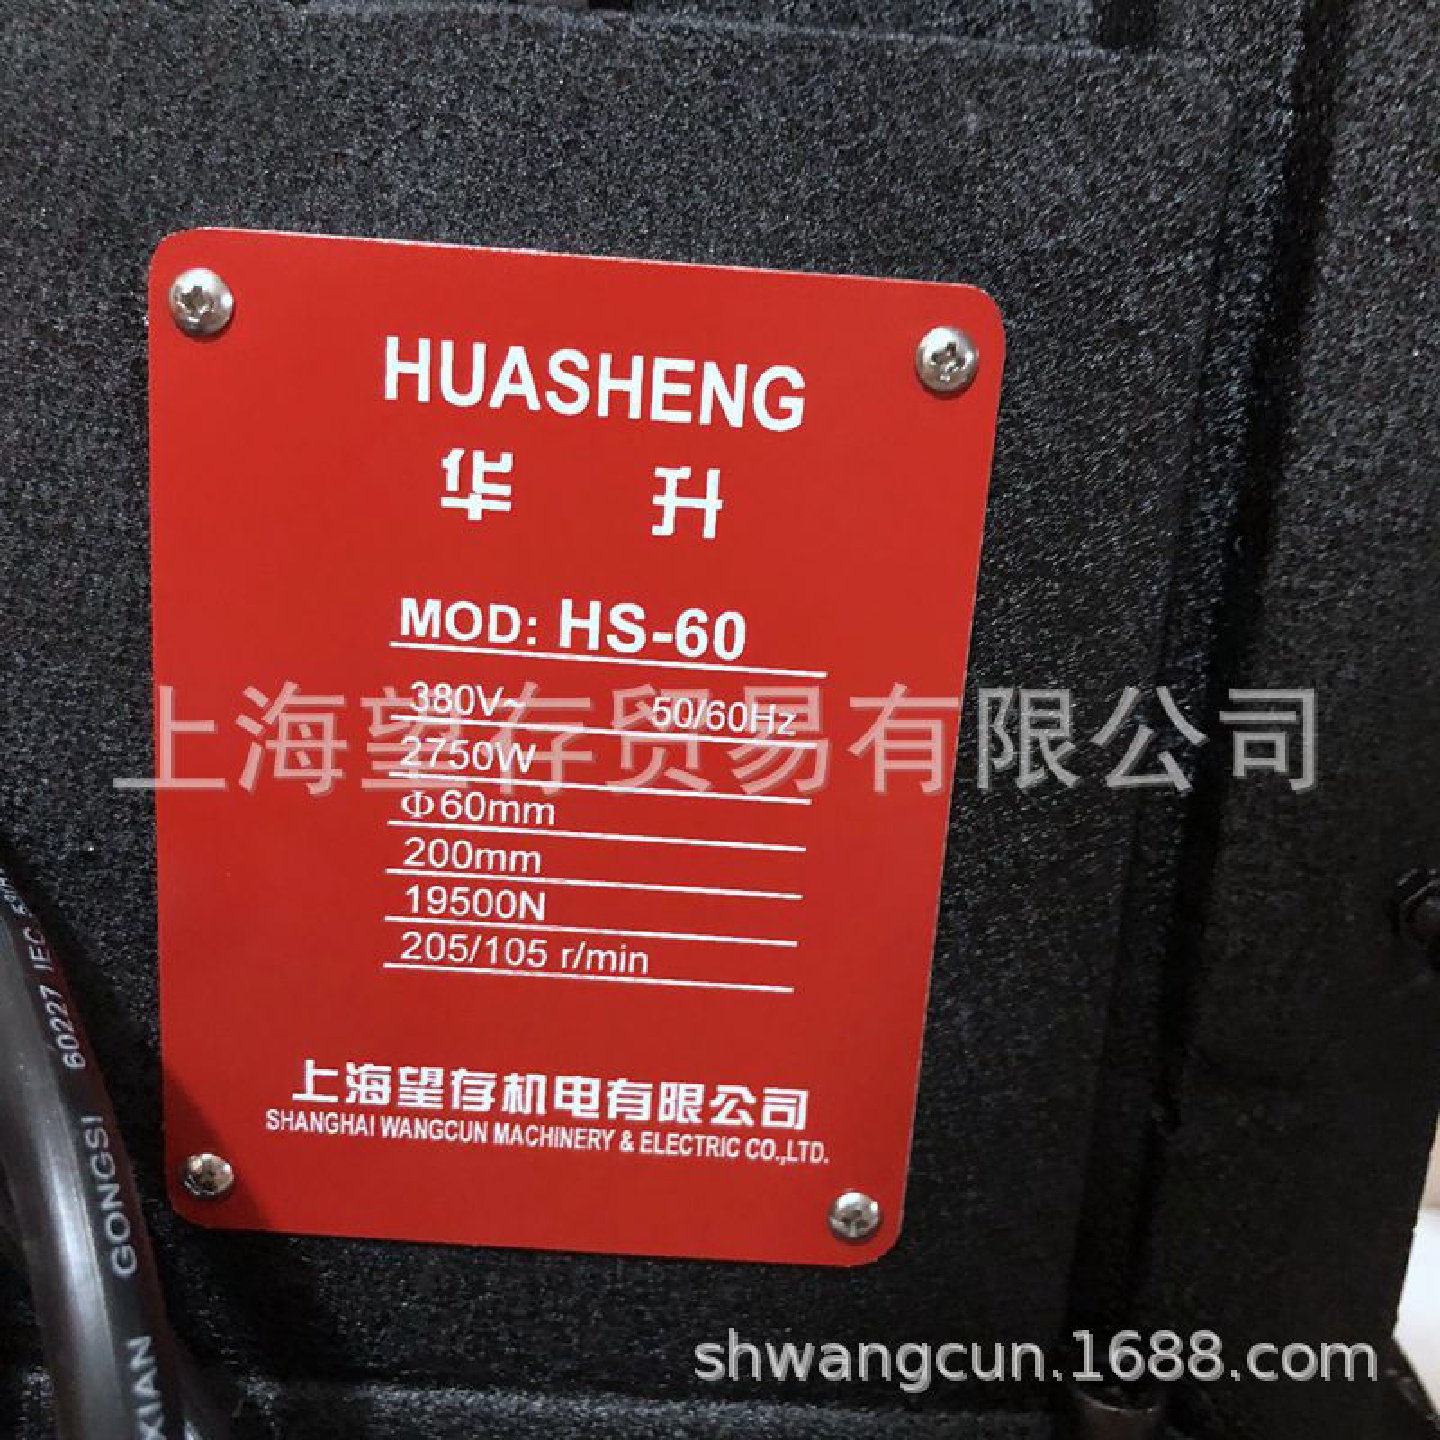 HUASHENG
华 升
MOD: HS-60
380V~ 50/60Hz
2750W
Φ60mm
200mm
19500N
205/105 r/min
上海望存机电有限公司
SHANGHAI WANGCUN MACHINERY & ELECTRIC CO.,LTD.
上海望存贸易有限公司
60227 IEC
GONGSI
XIAN
shwangcun.1688.com